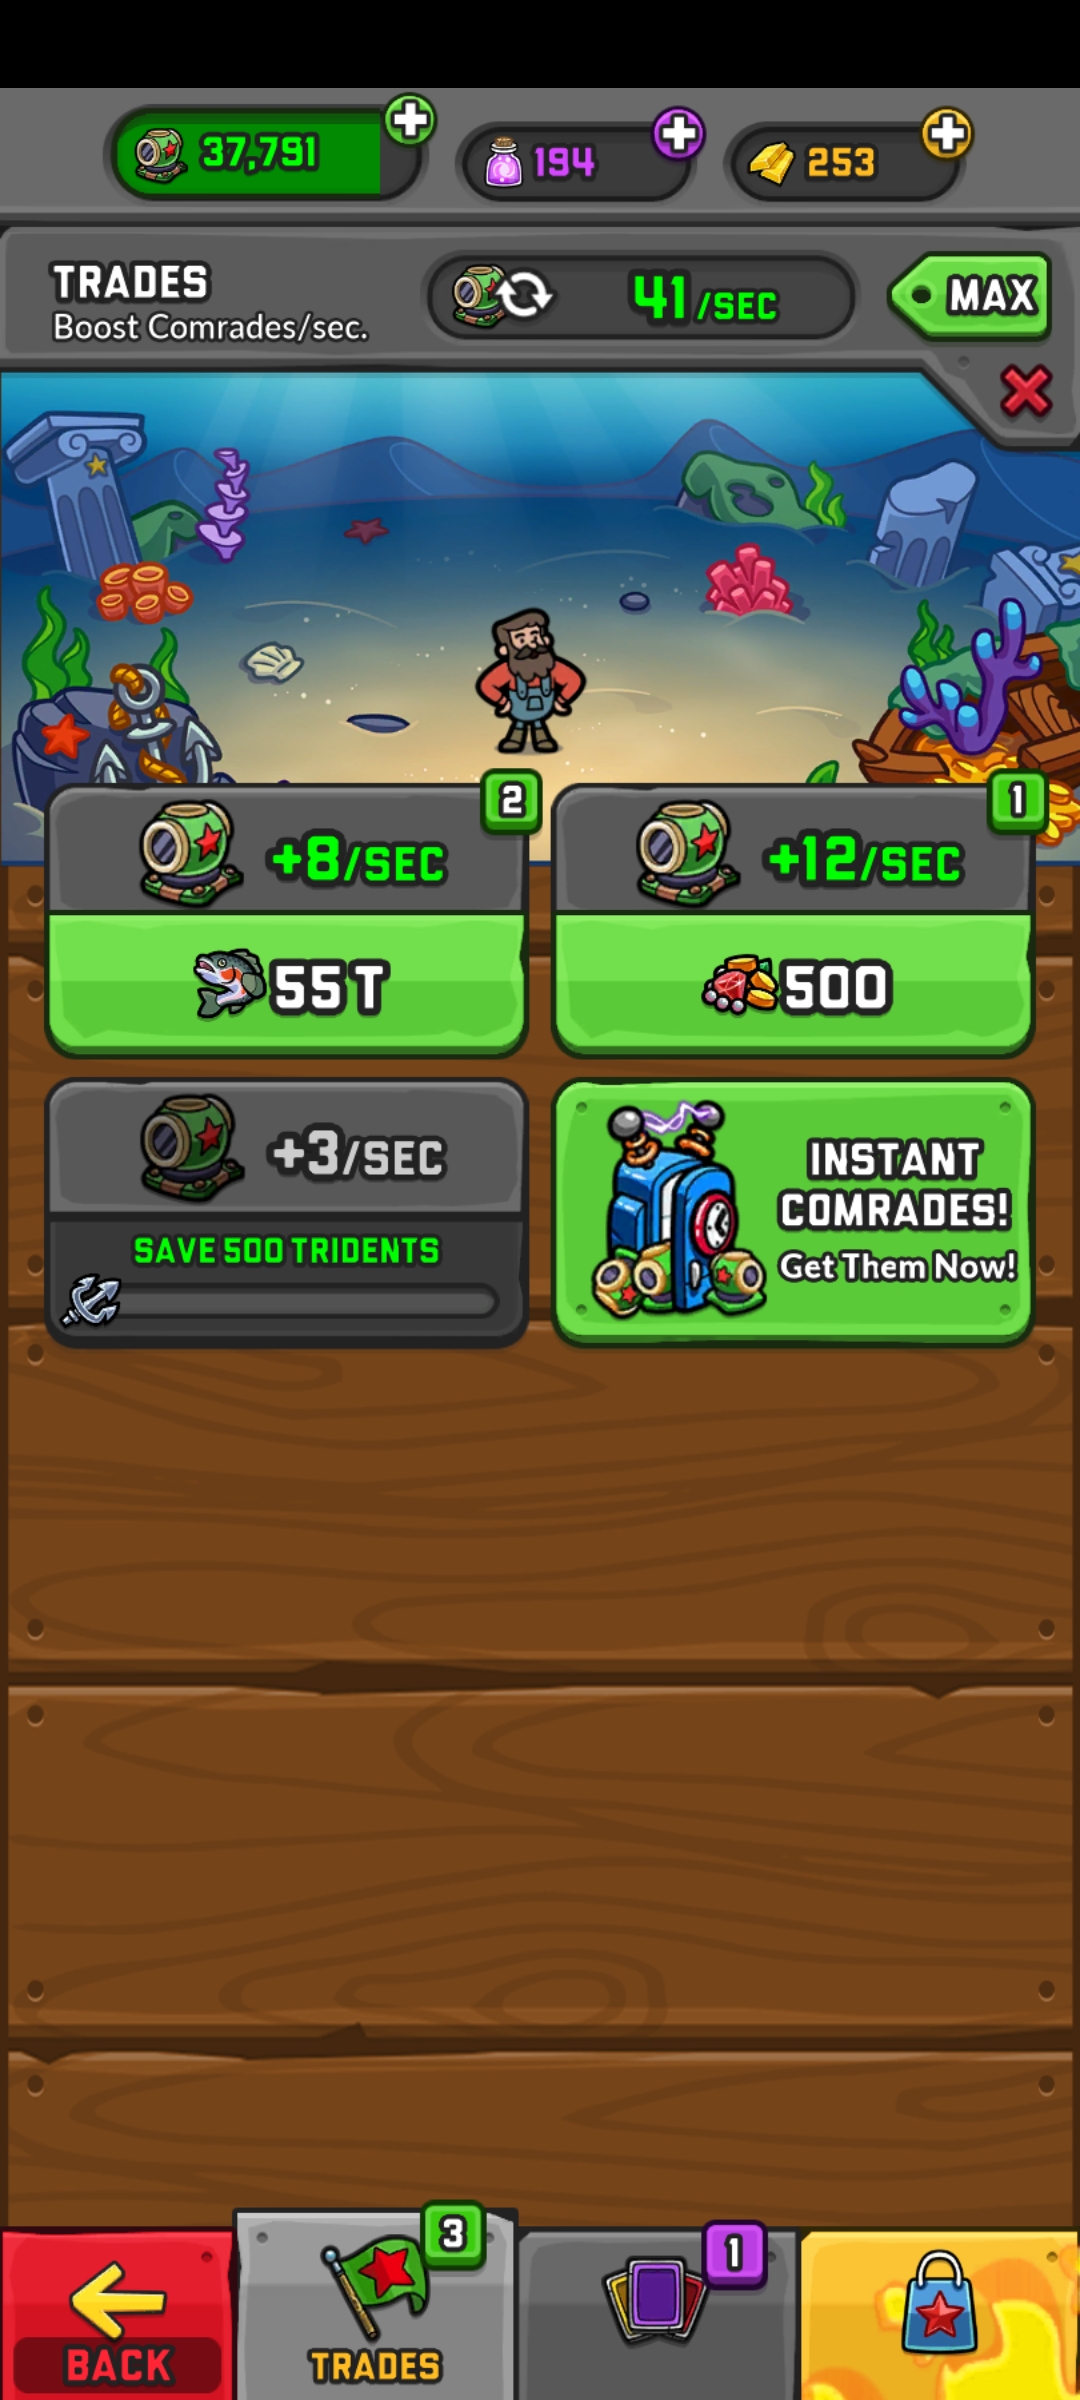 37,791
194
253
TRADES
Boost Comrades/sec.
41/SEC
MAX
2
+8/SEC
55T
1
+12/SEC
500
+3/SEC
SAVE 500 TRIDENTS
INSTANT
COMRADES!
Get Them Now!
BACK
3
TRADES
1